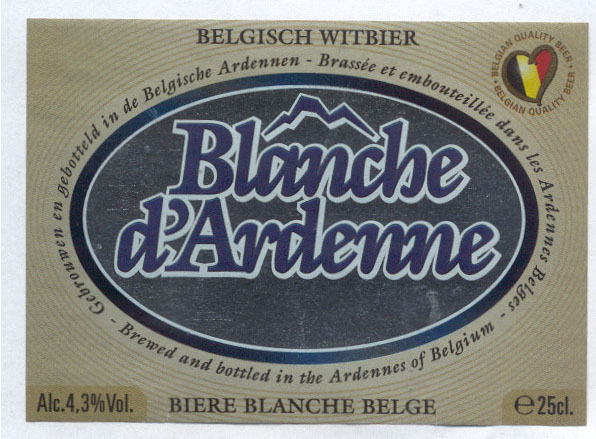 BELGISCH WITBIER
BELGIAN QUALITY BEER • BELGIAN QUALITY BEER •
Gebrouwen en gebotteld in de Belgische Ardennen - Brassée et embouteillée dans les Ardennes Belges - Brewed and bottled in the Ardennes of Belgium -
Blanche
d'Ardenne
Alc.4,3%Vol.
BIERE BLANCHE BELGE
e25cl.